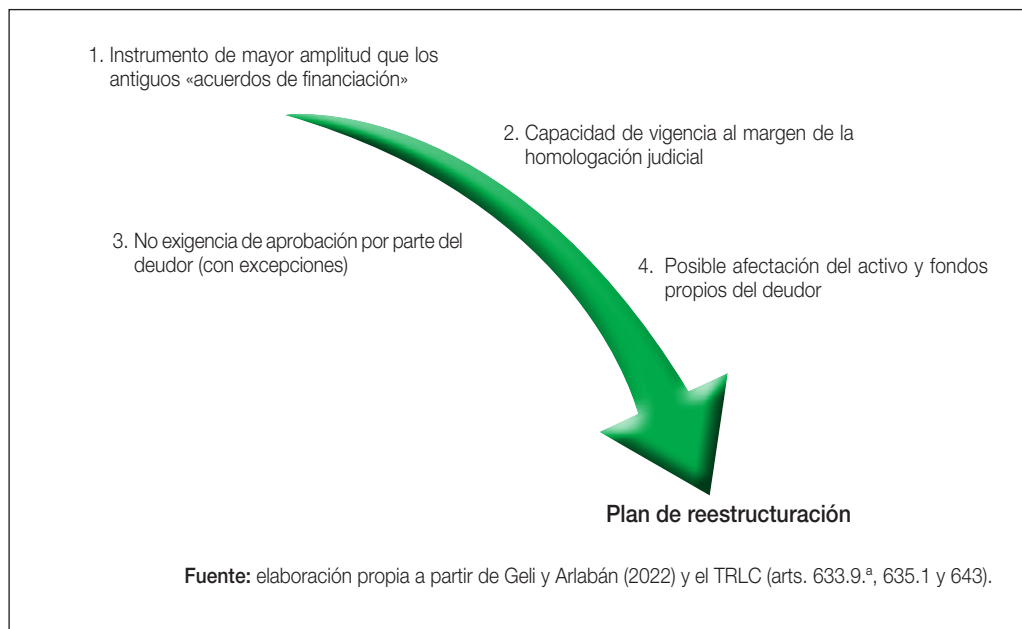 1. Instrumento de mayor amplitud que los
antiguos «acuerdos de financiación»
2. Capacidad de vigencia al margen de la
homologación judicial
3. No exigencia de aprobación por parte del
deudor (con excepciones)
4. Posible afectación del activo y fondos
propios del deudor
Plan de reestructuración
Fuente: elaboración propia a partir de Geli y Arlabán (2022) y el TRLC (arts. 633.9.ª, 635.1 y 643).